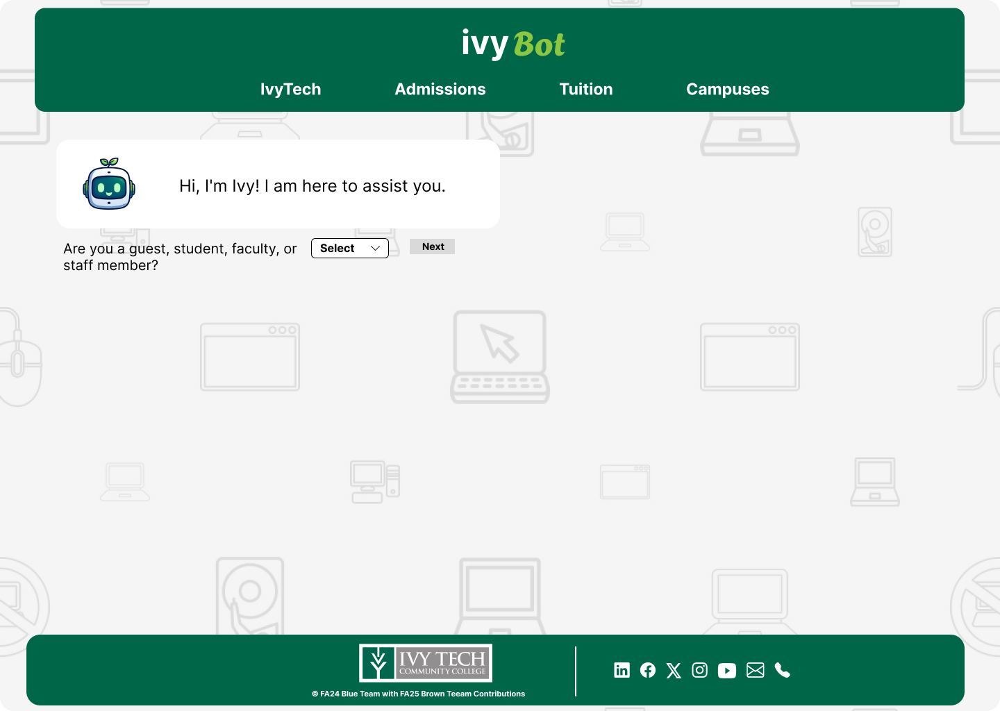 ivy Bot
IvyTech Admissions Tuition Campuses
Hi, I'm Ivy! I am here to assist you.
Are you a guest, student, faculty, or
staff member?
Select
Next
IVY TECH
COMMUNITY COLLEGE
© FA24 Blue Team with FA25 Brown Teeam Contributions